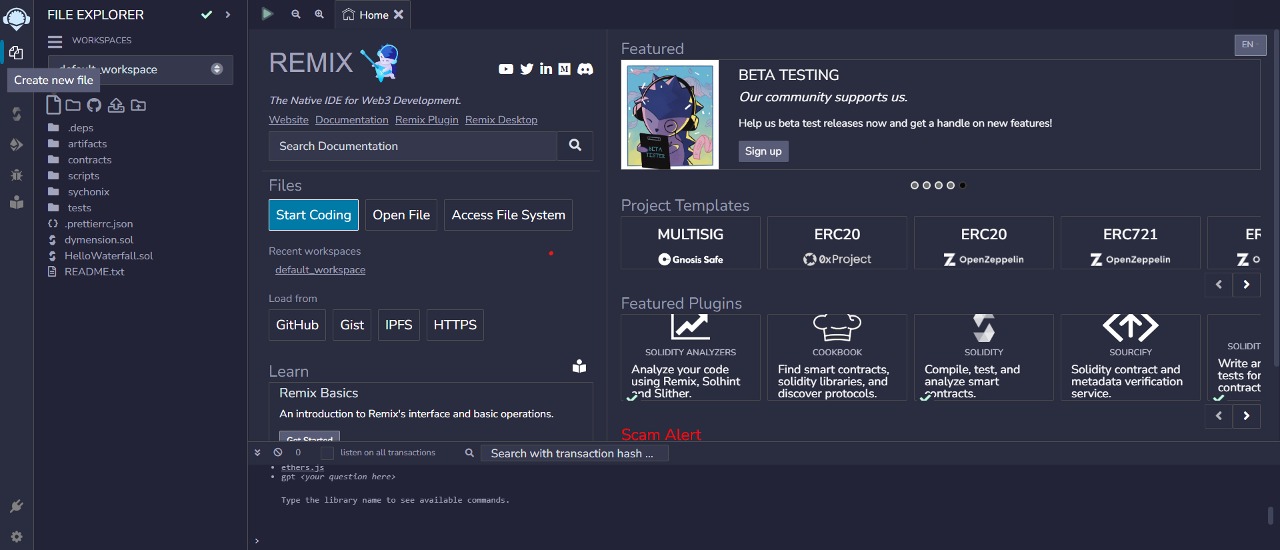 FILE EXPLORER
WORKSPACES
default_workspace
Create new file
.deps
artifacts
contracts
scripts
sychonix
tests
.prettierrc.json
dymension.sol
HelloWaterfall.sol
README.txt
Home
REMIX
The Native IDE for Web3 Development.
Website Documentation Remix Plugin Remix Desktop
Search Documentation
Files
Start Coding Open File Access File System
Recent workspaces
default_workspace
Load from
GitHub Gist IPFS HTTPS
Learn
Remix Basics
An introduction to Remix's interface and basic operations.
Get Started
EN
Featured
BETA TESTER
BETA TESTING
Our community supports us.
Help us beta test releases now and get a handle on new features!
Sign up
Project Templates
MULTISIG
Gnosis Safe
ERC20
0xProject
ERC20
OpenZeppelin
ERC721
OpenZeppelin
ER
O
Featured Plugins
SOLIDITY ANALYZERS
Analyze your code
using Remix, Solhint
and Slither.
COOKBOOK
Find smart contracts,
solidity libraries, and
discover protocols.
SOLIDITY
Compile, test, and
analyze smart
contracts.
SOURCIFY
Solidity contract and
metadata verification
service.
SOLIDIT
Write an
tests for
contract
Scam Alert
0 listen on all transactions Search with transaction hash ...
ethers.js
gpt <your question here>
Type the library name to see available commands.
>